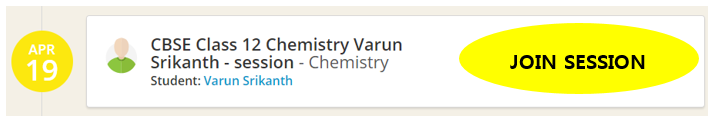 APR
19
CBSE Class 12 Chemistry Varun
Srikanth - session - Chemistry
Student: Varun Srikanth
JOIN SESSION